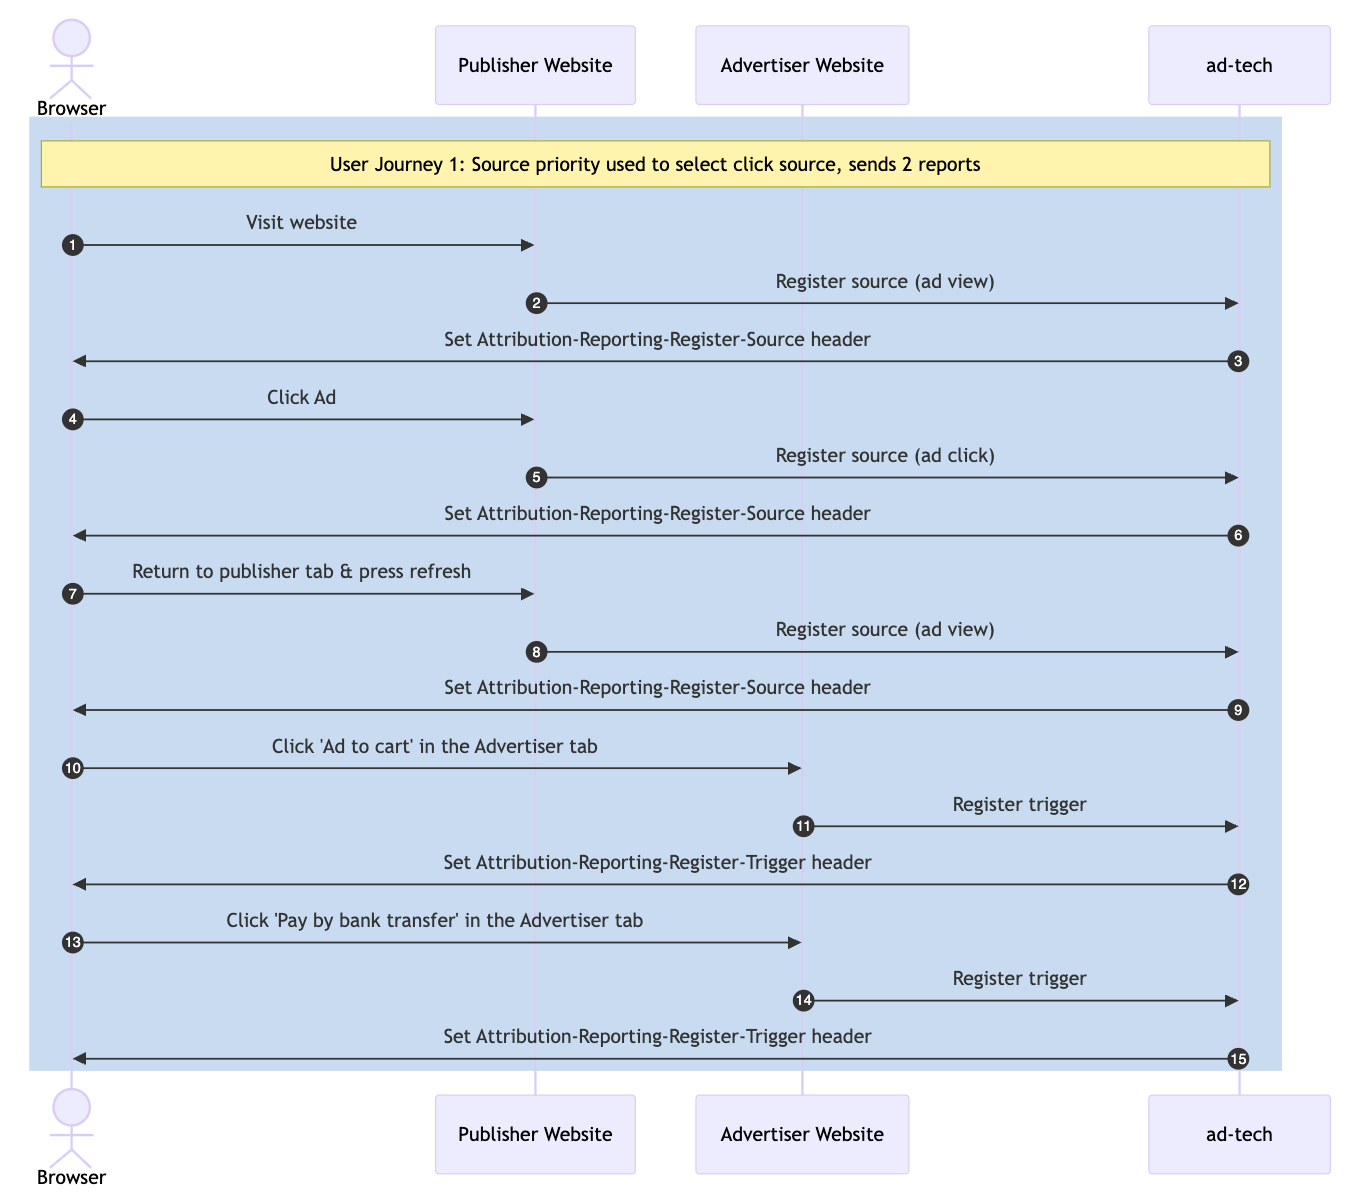 Browser
Publisher Website
Advertiser Website
ad-tech
User Journey 1: Source priority used to select click source, sends 2 reports
Visit website
1
Register source (ad view)
2
Set Attribution-Reporting-Register-Source header
3
Click Ad
4
Register source (ad click)
5
Set Attribution-Reporting-Register-Source header
6
Return to publisher tab & press refresh
7
Register source (ad view)
8
Set Attribution-Reporting-Register-Source header
9
Click 'Ad to cart' in the Advertiser tab
10
Register trigger
11
Set Attribution-Reporting-Register-Trigger header
12
Click 'Pay by bank transfer' in the Advertiser tab
13
Register trigger
14
Set Attribution-Reporting-Register-Trigger header
15
Browser
Publisher Website
Advertiser Website
ad-tech